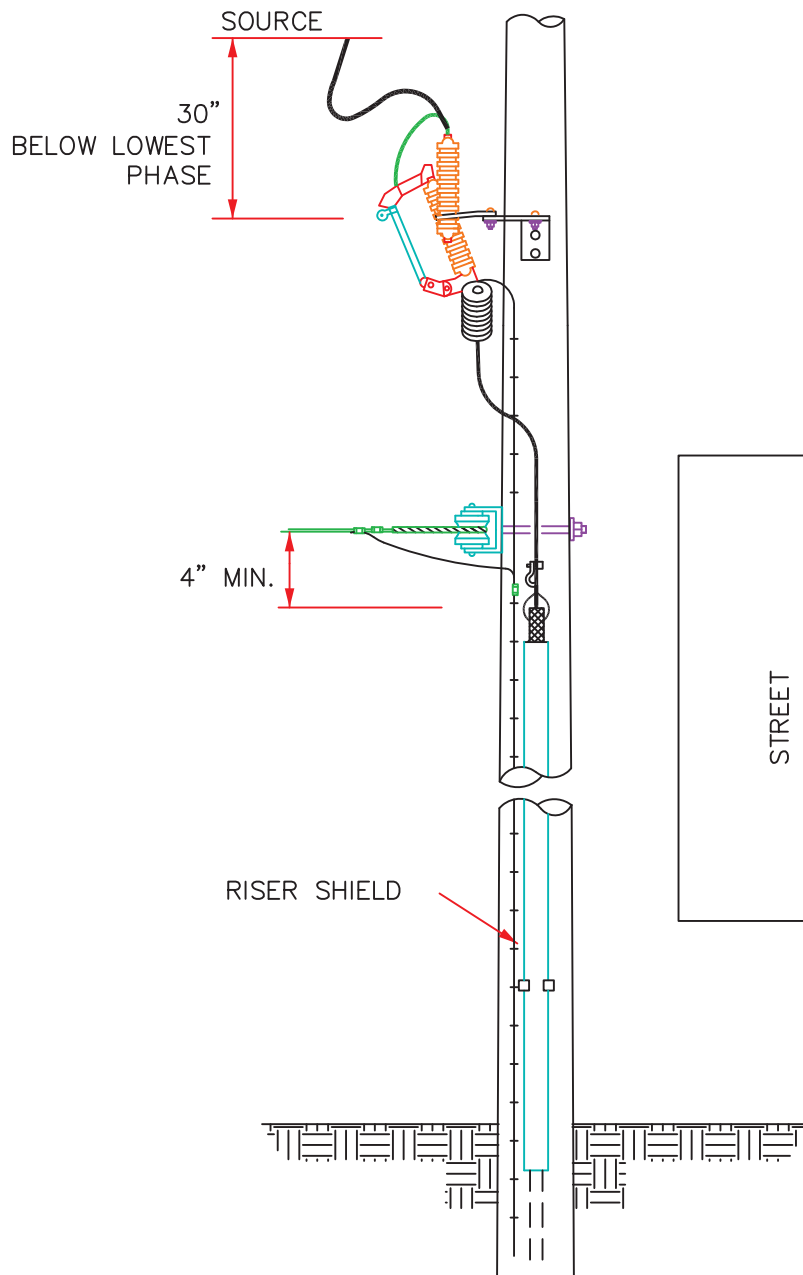 SOURCE
30”
BELOW LOWEST
PHASE
4” MIN.
STREET
RISER SHIELD